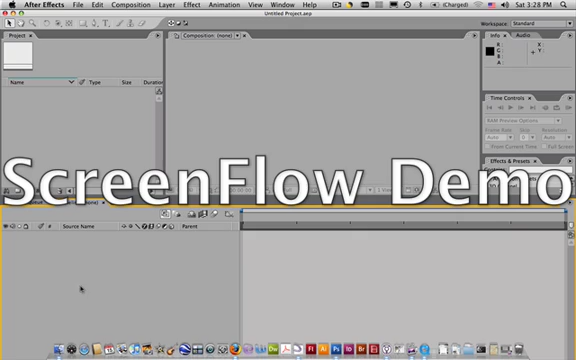 After Effects File Edit Composition Layer Effect Animation View Window Help (Charged) Sat 3:28 PM
Untitled Project.aep
Workspace: Standard
Project Composition: (none) Info Audio
R:
G:
B:
A:
X:
Y:
Name Type Size Duration
Time Controls
RAM Preview Options
Frame Rate Skip Resolution
Auto 0 Auto
From Current Time Full Screen
Effects & Presets
ScreenFlow Demo
Source Name Parent